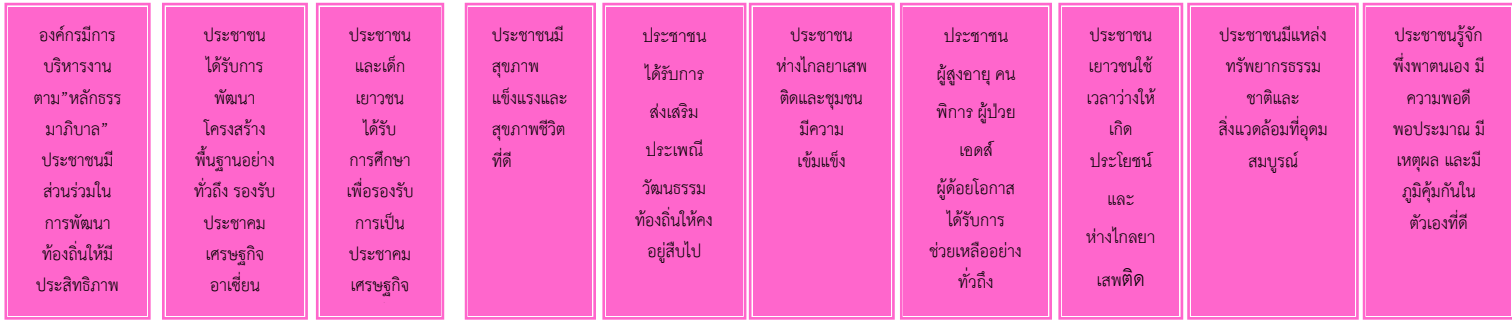 องค์กรมีการ
บริหารงาน
ตาม"หลักธรร
มาภิบาล"
ประชาชนมี
ส่วนร่วมใน
การพัฒนา
ท้องถิ่นให้มี
ประสิทธิภาพ
ประชาชน
ได้รับการ
พัฒนา
โครงสร้าง
พื้นฐานอย่าง
ทั่วถึง รองรับ
ประชาคม
เศรษฐกิจ
อาเซี่ยน
ประชาชน
และเด็ก
เยาวชน
ได้รับ
การศึกษา
เพื่อรองรับ
การเป็น
ประชาคม
เศรษฐกิจ
ประชาชนมี
สุขภาพ
แข็งแรงและ
สุขภาพชีวิต
ที่ดี
ประชาชน
ได้รับการ
ส่งเสริม
ประเพณี
วัฒนธรรม
ท้องถิ่นให้คง
อยู่สืบไป
ประชาชน
ห่างไกลยาเสพ
ติดและชุมชน
มีความ
เข้มแข็ง
ประชาชน
ผู้สูงอายุ คน
พิการ ผู้ป่วย
เอดส์
ผู้ด้อยโอกาส
ได้รับการ
ช่วยเหลืออย่าง
ทั่วถึง
ประชาชน
เยาวชนใช้
เวลาว่างให้
เกิด
ประโยชน์
และ
ห่างไกลยา
เสพติด
ประชาชนมีแหล่ง
ทรัพยากรธรรม
ชาติและ
สิ่งแวดล้อมที่อุดม
สมบูรณ์
ประชาชนรู้จัก
พึ่งพาตนเอง มี
ความพอดี
พอประมาณ มี
เหตุผล และมี
ภูมิคุ้มกันใน
ตัวเองที่ดี